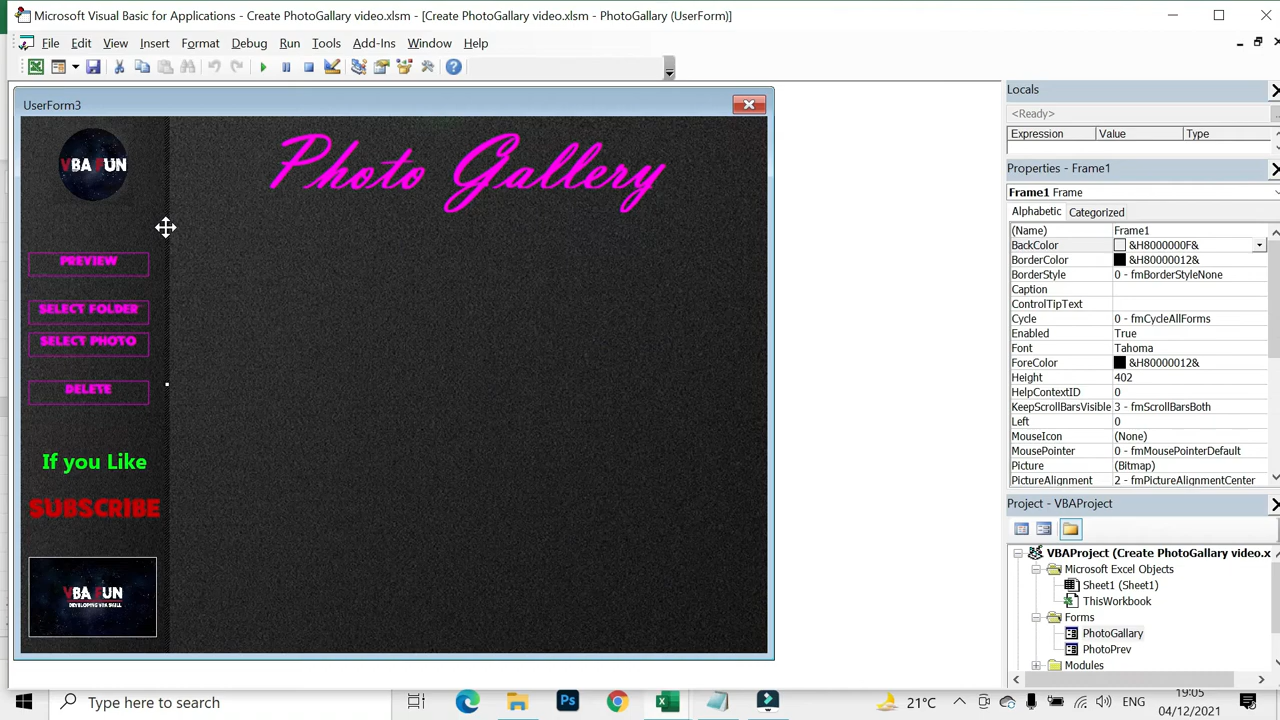 Microsoft Visual Basic for Applications - Create PhotoGallary video.xlsm - [Create PhotoGallary video.xlsm - PhotoGallary (UserForm)]
File Edit View Insert Format Debug Run Tools Add-Ins Window Help
UserForm3
VBA FUN
Photo Gallery
PREVIEW
SELECT FOLDER
SELECT PHOTO
DELETE
If you Like
SUBSCRIBE
VBA FUN
DEVELOPING VBA SKILL
Locals
<Ready>
Expression Value Type
Properties - Frame1
Frame1 Frame
Alphabetic Categorized
(Name) Frame1
BackColor &H8000000F&
BorderColor &H80000012&
BorderStyle 0 - fmBorderStyleNone
Caption
ControlTipText
Cycle 0 - fmCycleAllForms
Enabled True
Font Tahoma
ForeColor &H80000012&
Height 402
HelpContextID 0
KeepScrollBarsVisible 3 - fmScrollBarsBoth
Left 0
MouseIcon (None)
MousePointer 0 - fmMousePointerDefault
Picture (Bitmap)
PictureAlignment 2 - fmPictureAlignmentCenter
Project - VBAProject
VBAProject (Create PhotoGallary video.x
Microsoft Excel Objects
Sheet1 (Sheet1)
ThisWorkbook
Forms
PhotoGallary
PhotoPrev
Modules
Type here to search
Ps
21°C
ENG
19:05
04/12/2021